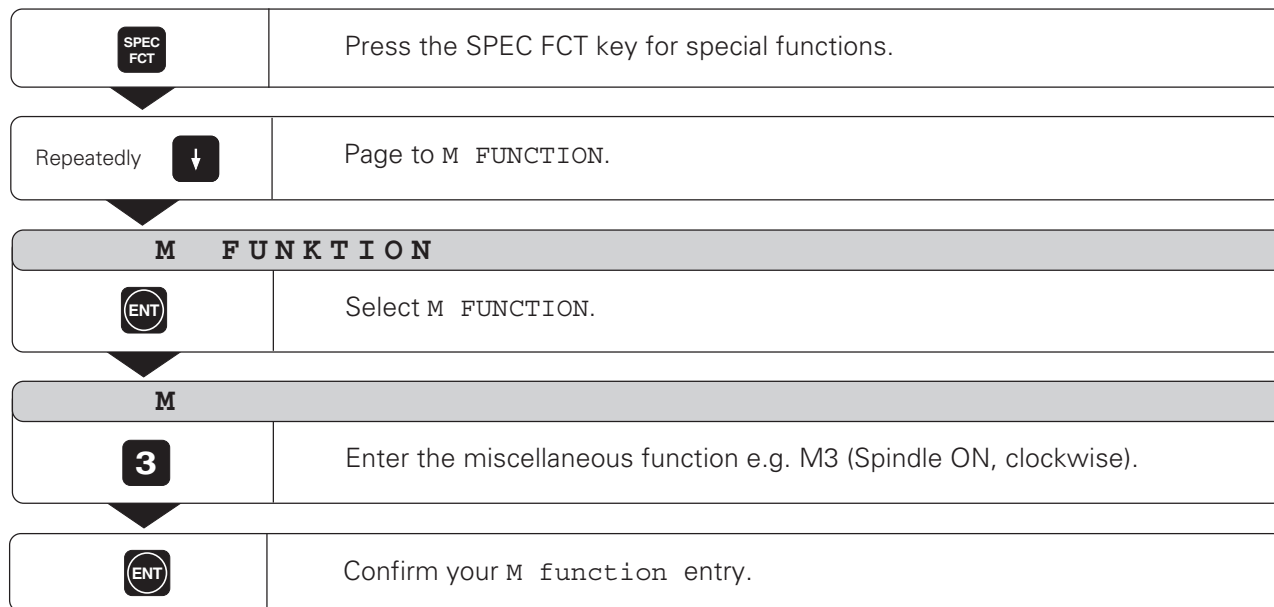 SPEC
FCT
Press the SPEC FCT key for special functions.
Repeatedly
Page to M FUNCTION.
M FUNKTION
ENT
Select M FUNCTION.
M
3
Enter the miscellaneous function e.g. M3 (Spindle ON, clockwise).
ENT
Confirm your M function entry.